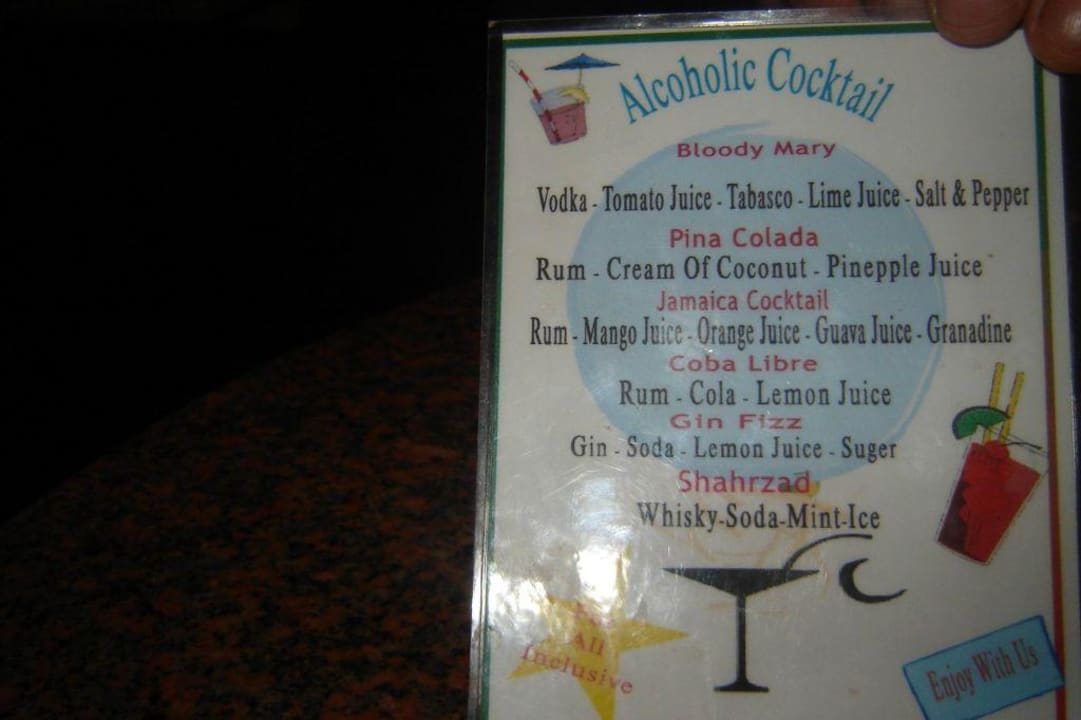 Alcoholic Cocktail
Bloody Mary
Vodka - Tomato Juice - Tabasco - Lime Juice - Salt & Pepper
Pina Colada
Rum - Cream Of Coconut - Pinepple Juice
Jamaica Cocktail
Rum - Mango Juice - Orange Juice - Guava Juice - Granadine
Coba Libre
Rum - Cola - Lemon Juice
Gin Fizz
Gin - Soda - Lemon Juice - Suger
Shahrzad
Whisky-Soda-Mint-Ice
All
Inclusive
Enjoy With Us